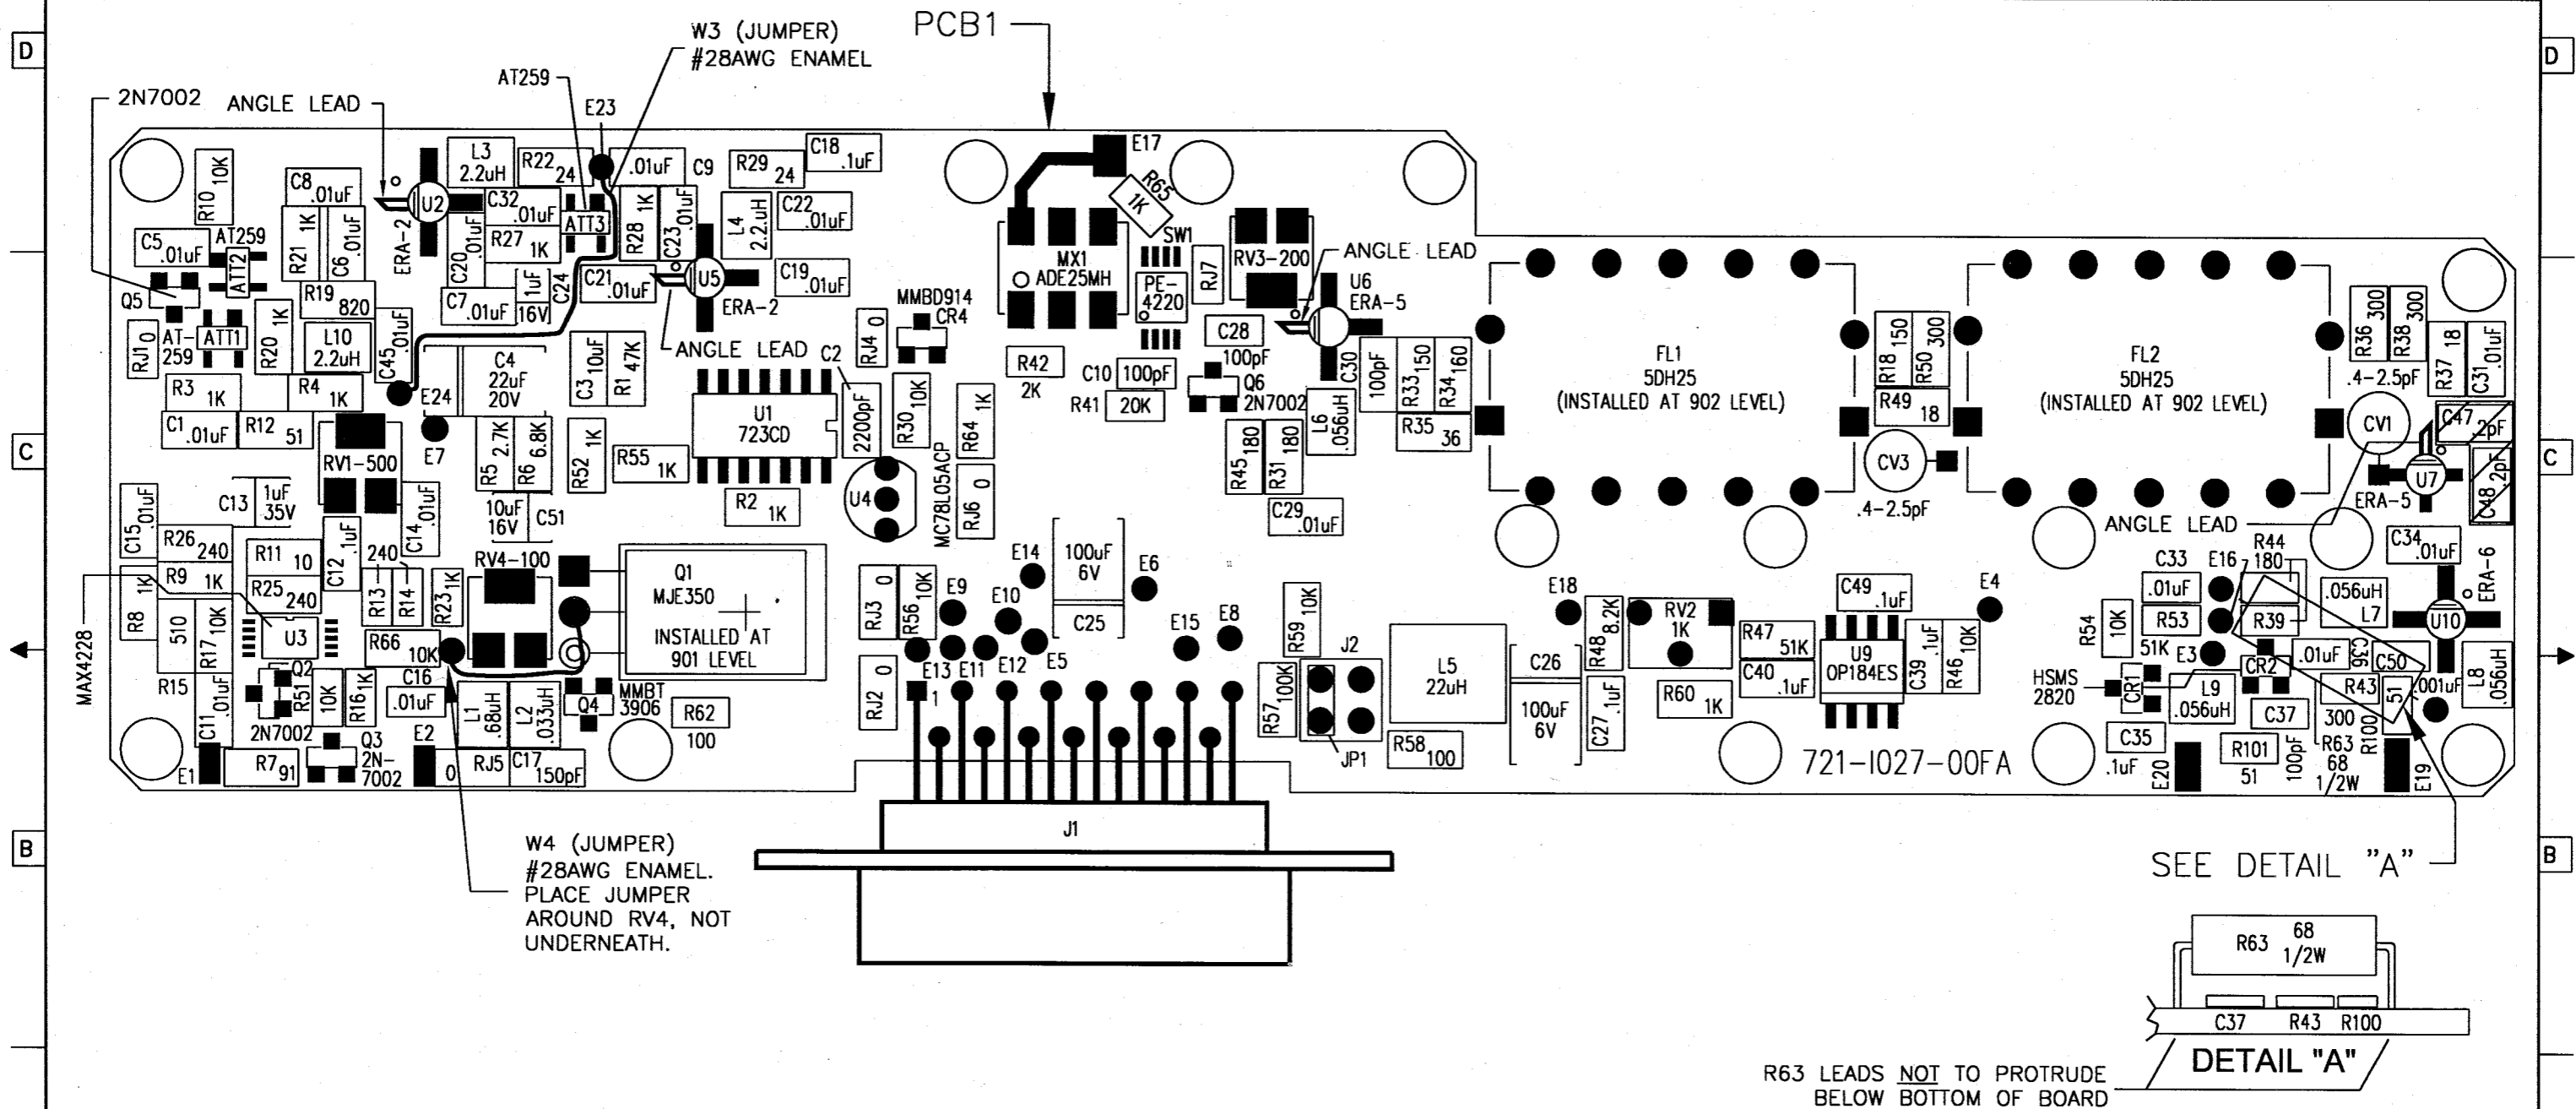 D
D
PCB1
W3 (JUMPER)
#28AWG ENAMEL
AT259
2N7002
ANGLE LEAD
E23
E17
R10 10K
C8 .01uF
U2
ERA-2
L3 2.2uH
R22 24
.01uF C9
R29 24
C18 .1uF
R65 1K
C5 .01uF
AT259
ATT2
R21 1K
C6 .01uF
C32 .01uF
C20 .01uF
R27 1K
ATT3
R28 1K
C23 .01uF
L4 2.2uH
C22 .01uF
MX1
ADE25MH
SW1
PE-4220
RJ7
RV3-200
ANGLE LEAD
U6
ERA-5
Q5
R19 820
C7 .01uF
1uF 16V C24
C21 .01uF
U5
ERA-2
C19 .01uF
RJ1 0
AT-259
ATT1
R20 1K
L10 2.2uH
C45 .01uF
ANGLE LEAD
MMBD914
CR4
RJ4 0
C28 100pF
FL1
5DH25
(INSTALLED AT 902 LEVEL)
FL2
5DH25
(INSTALLED AT 902 LEVEL)
R18 150
R50 300
R49 18
R36 300
R38 300
R37 18
C31 .01uF
R3 1K
R4 1K
E24
C4 22uF 20V
C3 10uF
R1 47K
C2 2200pF
R42 2K
C10 100pF
R41 20K
Q6
2N7002
C30 100pF
R33 150
R34 160
R35 36
.4-2.5pF
CV1
C47 .2pF
C
C
C1 .01uF
R12 51
RV1-500
E7
R5 2.7K
R6 6.8K
R52 1K
R55 1K
U1
723CD
R30 10K
R64 1K
R45 180
R31 180
L6 .056uH
CV3
.4-2.5pF
U7
ERA-5
C48 .2pF
C13 1uF 35V
C14 .01uF
10uF 16V C51
R2 1K
U4
MC78L05ACP
RJ6 0
C29 .01uF
ANGLE LEAD
C15 .01uF
R26 240
R11 10
C12 .1uF
240
RV4-100
Q1
MJE350
INSTALLED AT
901 LEVEL
E14
100uF 6V
C25
E6
E18
C49 .1uF
E4
C33 .01uF
E16
R44 180
C34 .01uF
ERA-6
R8 1K
R9 1K
R25 240
R13
R14
R23 1K
RJ3 0
R56 10K
E9
E10
R59 10K
R48 8.2K
RV2
1K
R54 10K
R53 51K
R39
.056uH L7
U10
MAX4228
510
R15
R17 10K
U3
R66 10K
E13
E11
E12
E5
E15
E8
J2
L5 22uH
C26
100uF 6V
R47 51K
C40 .1uF
U9
OP184ES
C39 .1uF
R46 10K
E3
CR2
.01uF C36
C50 .001uF
L8 .056uH
C11 .01uF
Q2
2N7002
R51 10K
R16 1K
C16 .01uF
L1 .68uH
L2 .033uH
MMBT
3906
Q4
R62 100
RJ2 0
1
R57 100K
JP1
R58 100
C27 .1uF
R60 1K
HSMS
2820
CR1
L9 .056uH
R43 300
51
R100
C37 100pF
E1
R7 91
Q3
2N-
7002
E2
0 RJ5
C17 150pF
721-1027-00FA
C35 .1uF
E20
R101 51
R63
68
1/2W
E19
B
B
J1
W4 (JUMPER)
#28AWG ENAMEL.
PLACE JUMPER
AROUND RV4, NOT
UNDERNEATH.
SEE DETAIL "A"
R63 68
1/2W
C37 R43 R100
DETAIL "A"
R63 LEADS NOT TO PROTRUDE
BELOW BOTTOM OF BOARD